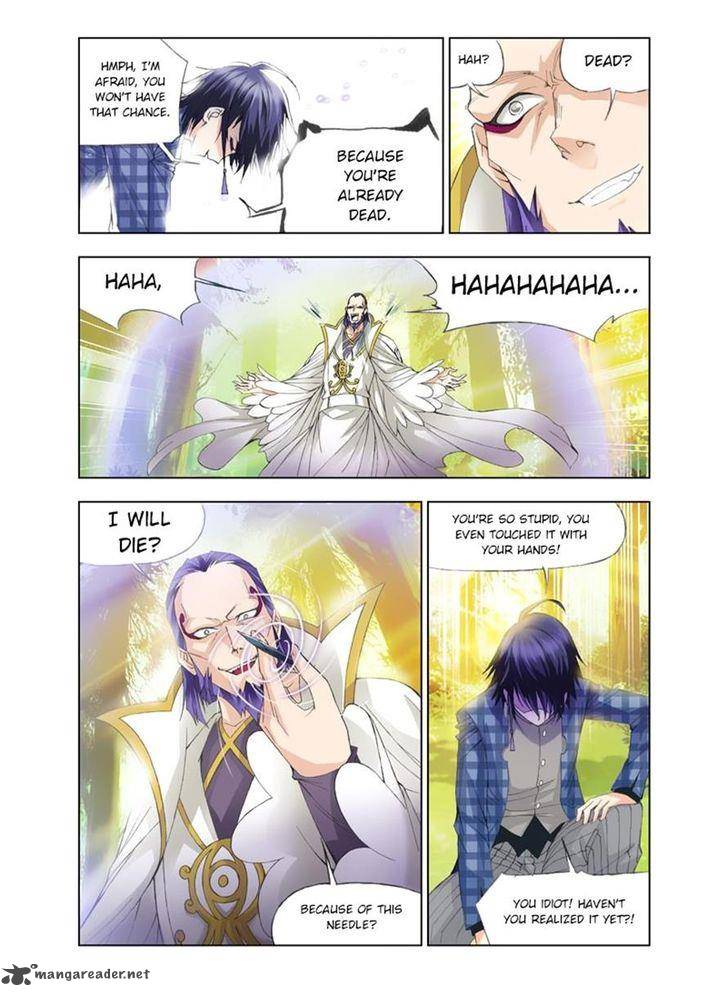 HMPH, I'M
AFRAID, YOU
WON'T HAVE
THAT CHANCE.
BECAUSE
YOU'RE
ALREADY
DEAD.
HAH?
DEAD?
HAHA,
HAHAHAHAHA...
I WILL
DIE?
BECAUSE OF THIS
NEEDLE?
YOU'RE SO STUPID, YOU
EVEN TOUCHED IT WITH
YOUR HANDS!
YOU IDIOT! HAVEN'T
YOU REALIZED IT YET?!
mangareader.net